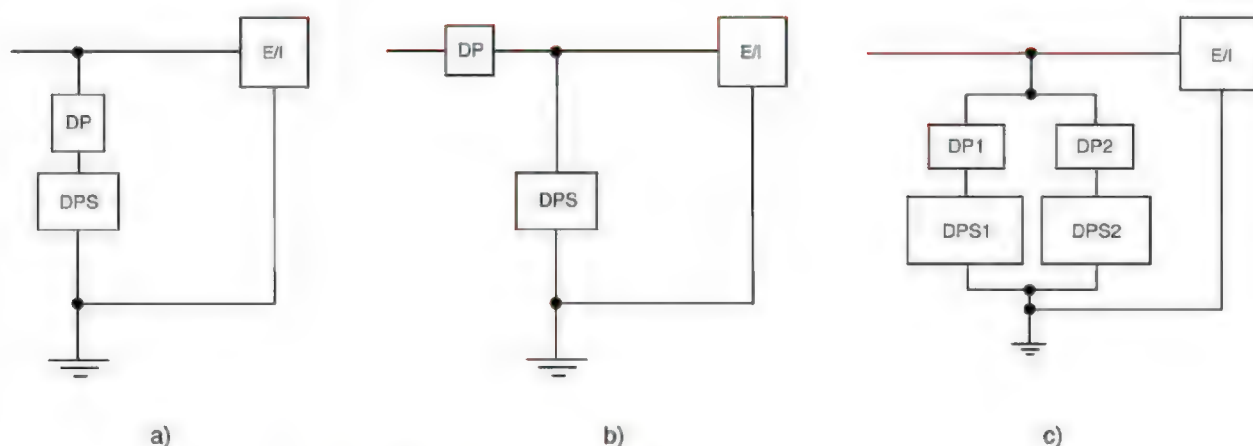 E/I
DP
DPS
a)
DP
E/I
DPS
b)
E/I
DP1
DP2
DPS1
DPS2
c)